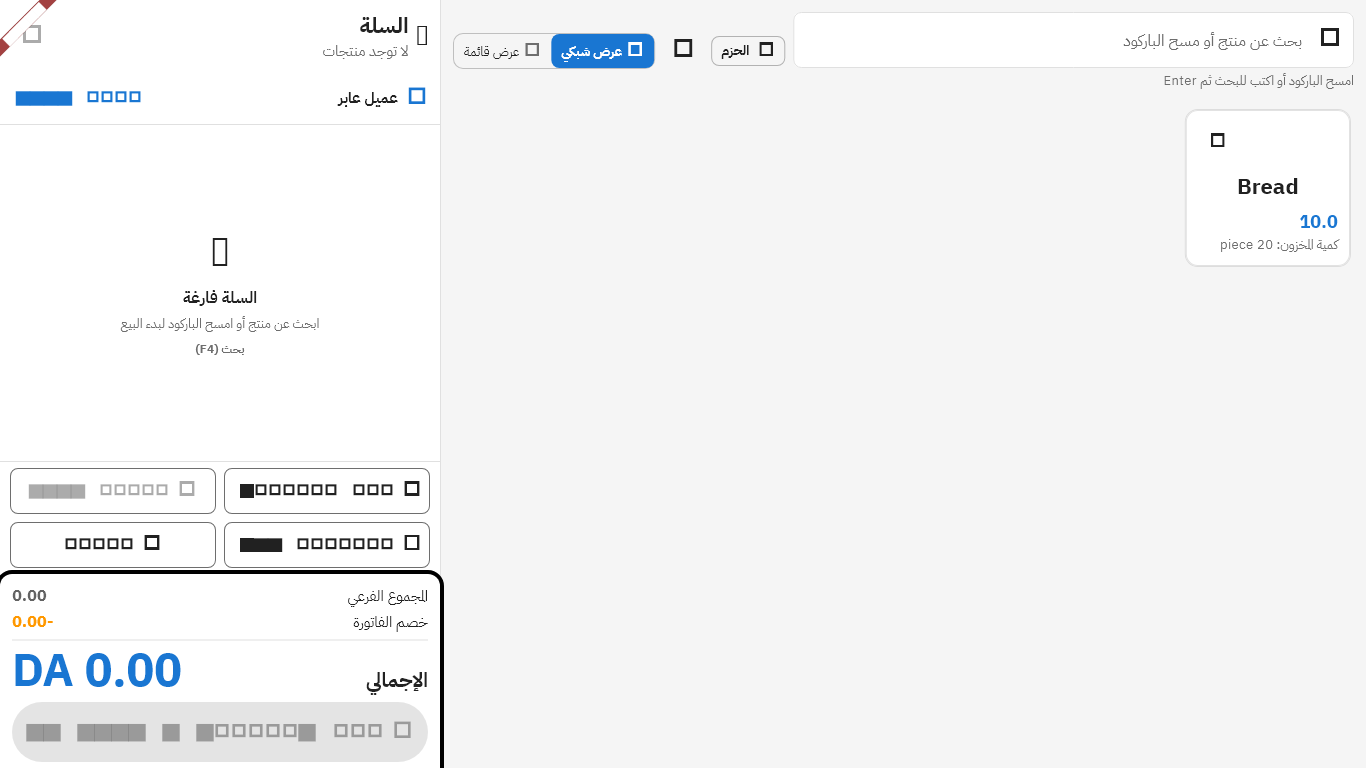 بحث عن منتج أو مسح الباركود
امسح الباركود أو اكتب للبحث ثم Enter
الحزم
عرض شبكي
عرض قائمة
Bread
10.0
كمية المخزون: 20 piece
السلة
لا توجد منتجات
عميل عابر
السلة فارغة
ابحث عن منتج أو امسح الباركود لبدء البيع
بحث (F4)
المجموع الفرعي 0.00
خصم الفاتورة -0.00
الإجمالي DA 0.00